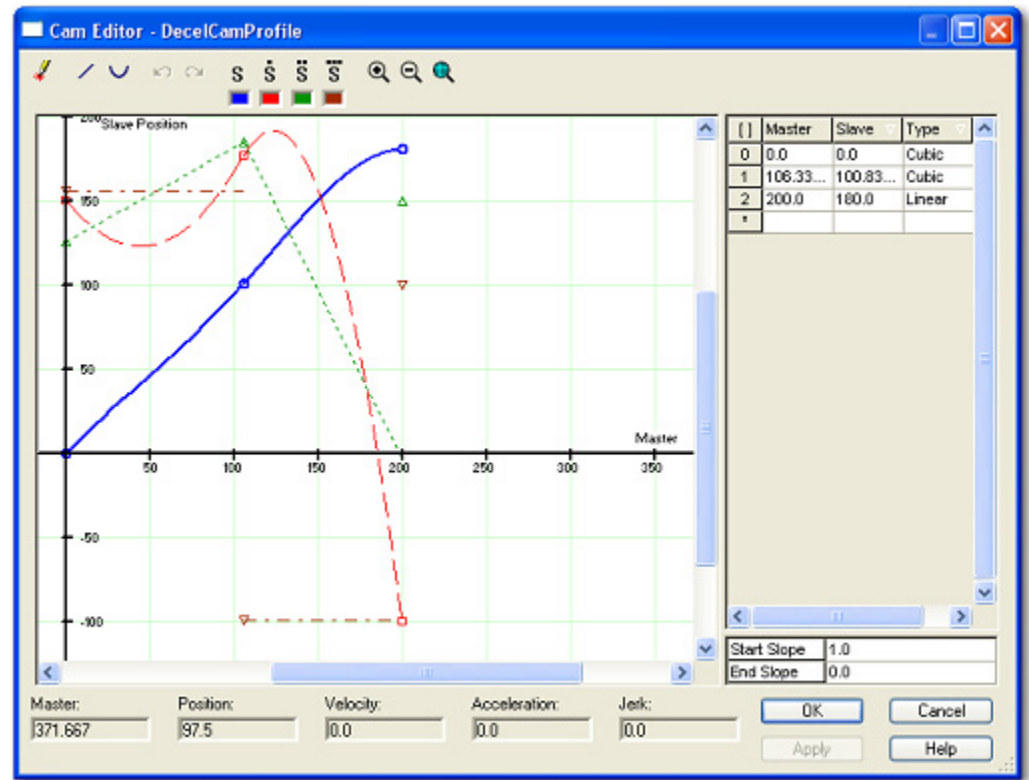 Cam Editor - DecelCamProfile
S Ṡ S̈ S⃛
200 Slave Position
150
100
50
Master
50 100 150 200 250 300 350
-50
-100
{ } Master Slave Type
0 0.0 0.0 Cubic
1 106.33... 100.83... Cubic
2 200.0 180.0 Linear
*
Start Slope 1.0
End Slope 0.0
Master: Position: Velocity: Acceleration: Jerk:
371.667 97.5 0.0 0.0 0.0
OK Cancel
Apply Help